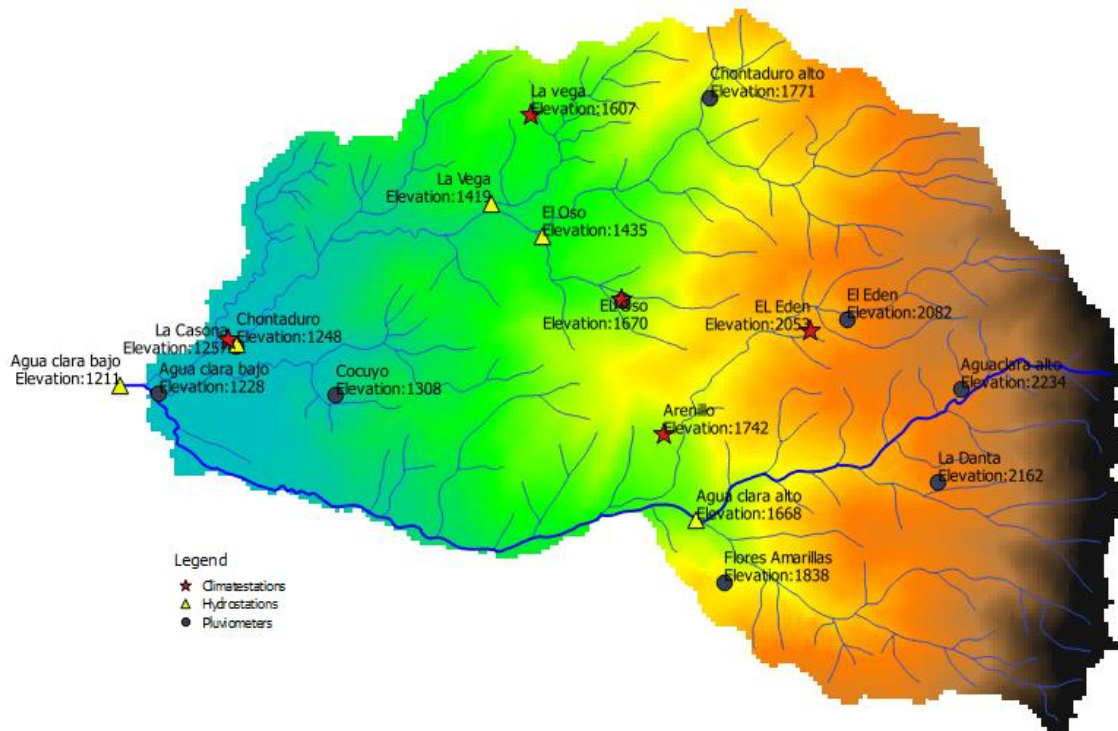 Chontaduro alto
Elevation:1771
La vega
Elevation:1607
La Vega
Elevation:1419
El Oso
Elevation:1435
EL Oso
Elevation:1670
EL Eden
Elevation:2053
El Eden
Elevation:2082
La Casona
Elevation:1257
Chontaduro
Elevation:1248
Agua clara bajo
Elevation:1211
Agua clara bajo
Elevation:1228
Cocuyo
Elevation:1308
Aguaclara alto
Elevation:2234
Arenillo
Elevation:1742
La Danta
Elevation:2162
Agua clara alto
Elevation:1668
Flores Amarillas
Elevation:1838
Legend
Climatestations
Hydrostations
Pluviometers